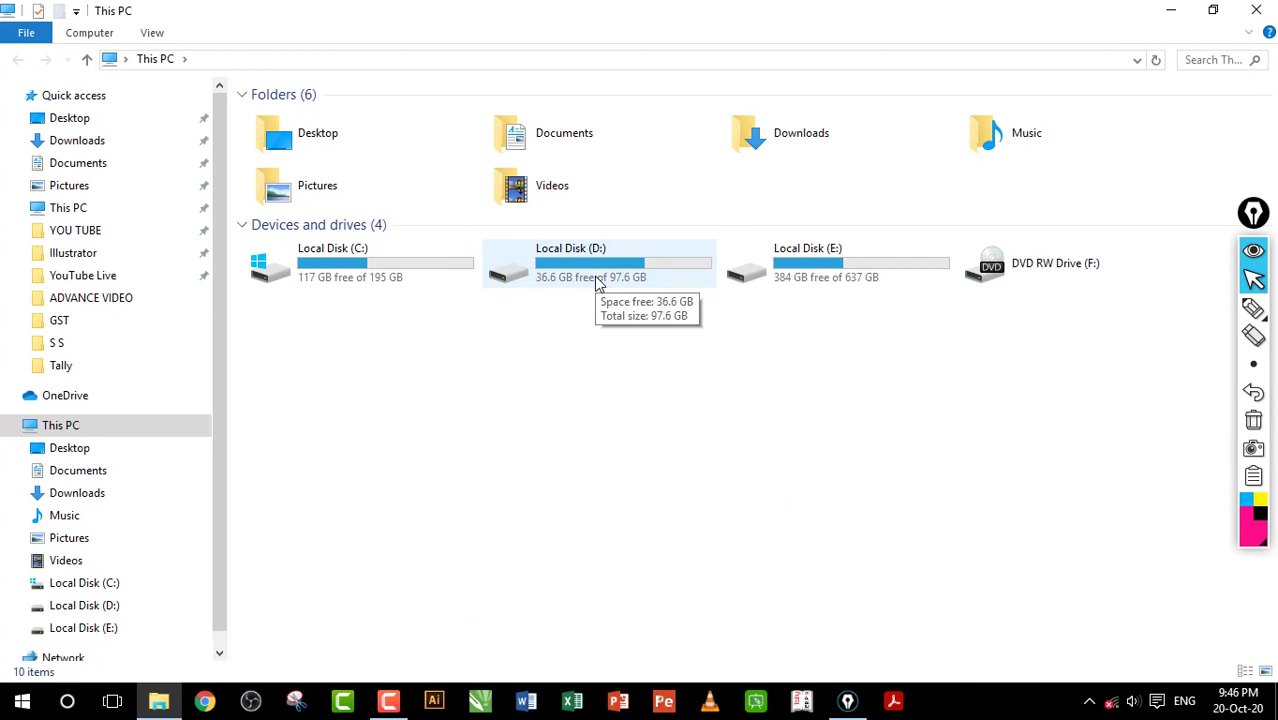 This PC
File Computer View
This PC Search Th...
Quick access
Desktop
Downloads
Documents
Pictures
This PC
YOU TUBE
Illustrator
YouTube Live
ADVANCE VIDEO
GST
S S
Tally
OneDrive
This PC
Desktop
Documents
Downloads
Music
Pictures
Videos
Local Disk (C:)
Local Disk (D:)
Local Disk (E:)
Network
Folders (6)
Desktop Documents Downloads Music
Pictures Videos
Devices and drives (4)
Local Disk (C:)
117 GB free of 195 GB
Local Disk (D:)
36.6 GB free of 97.6 GB
Local Disk (E:)
384 GB free of 637 GB
DVD
DVD RW Drive (F:)
Space free: 36.6 GB
Total size: 97.6 GB
10 items
C C Ai W X P Pe
ENG
9:46 PM
20-Oct-20